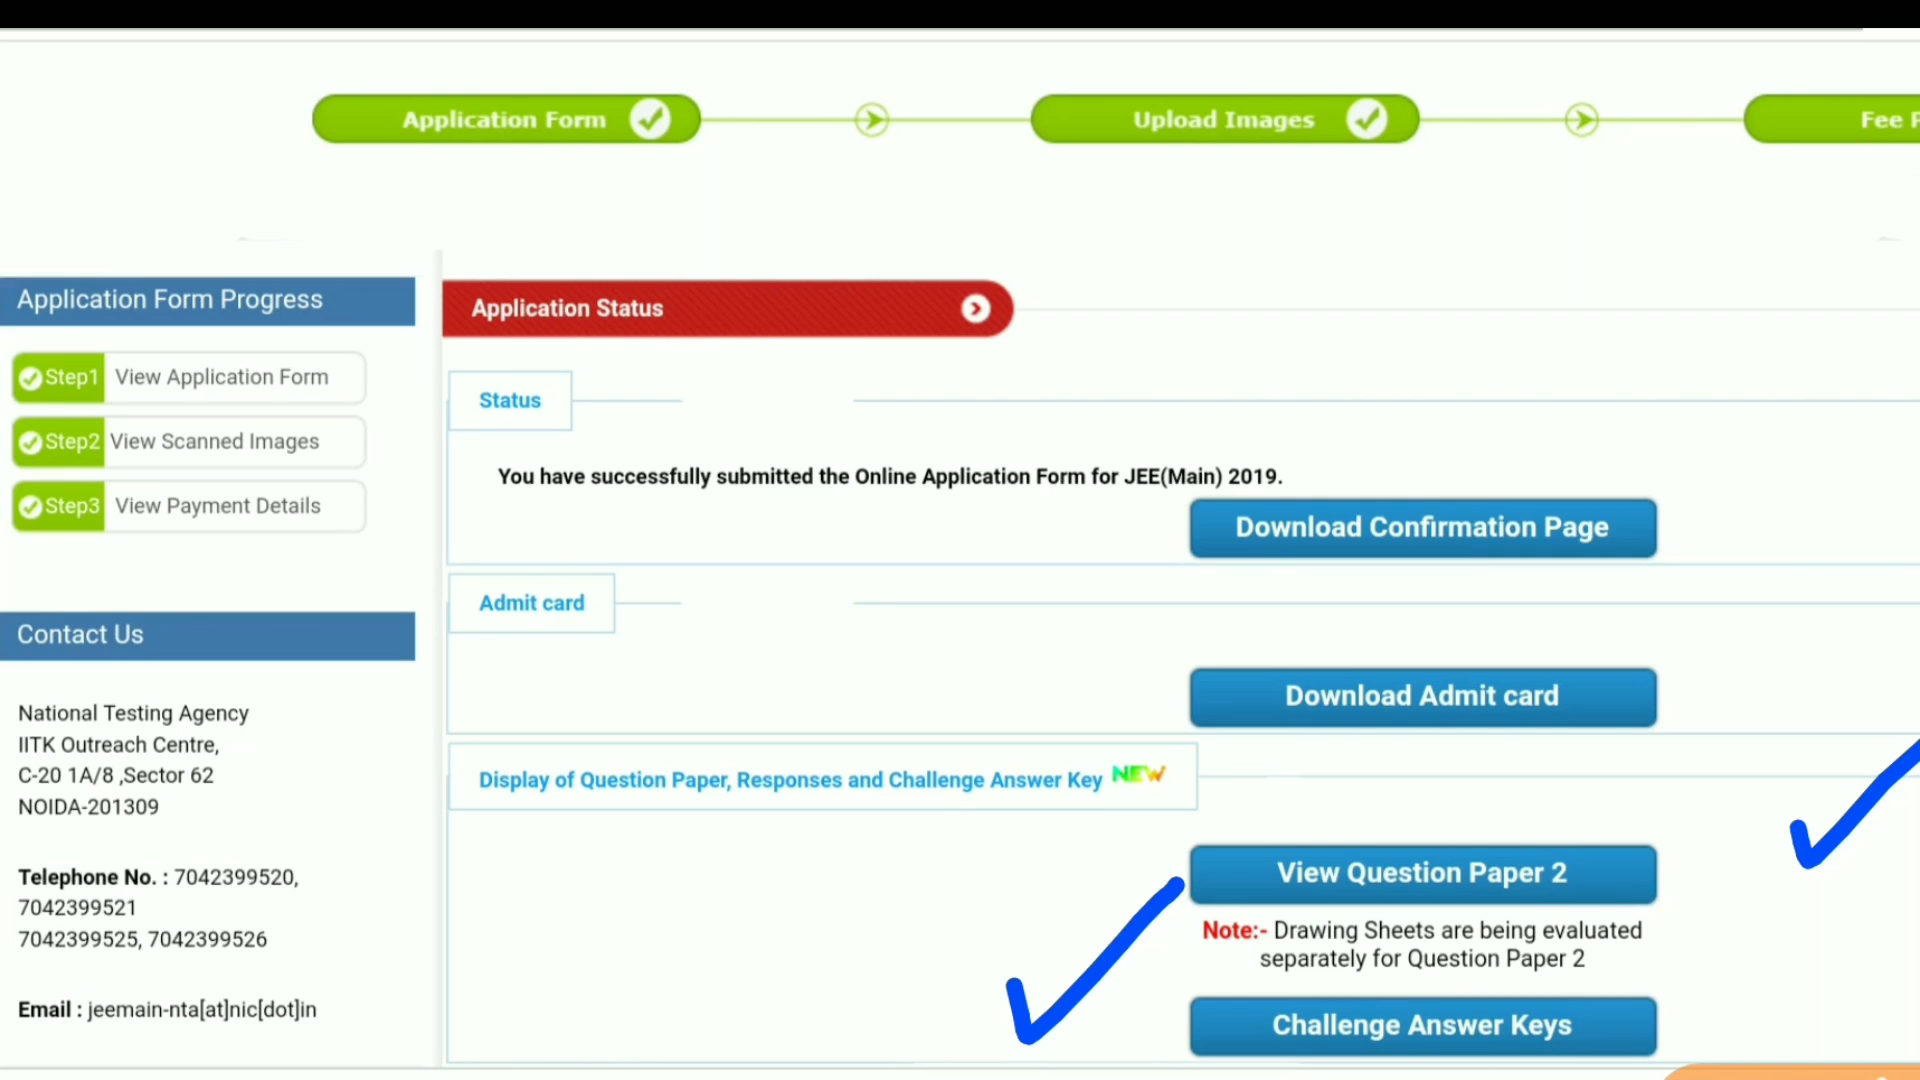 Application Form
Upload Images
Fee
Application Form Progress
Step1 View Application Form
Step2 View Scanned Images
Step3 View Payment Details
Contact Us
National Testing Agency
IITK Outreach Centre,
C-20 1A/8 ,Sector 62
NOIDA-201309
Telephone No. : 7042399520,
7042399521
7042399525, 7042399526
Email : jeemain-nta[at]nic[dot]in
Application Status
Status
You have successfully submitted the Online Application Form for JEE(Main) 2019.
Download Confirmation Page
Admit card
Download Admit card
Display of Question Paper, Responses and Challenge Answer Key NEW
View Question Paper 2
Note:- Drawing Sheets are being evaluated
separately for Question Paper 2
Challenge Answer Keys